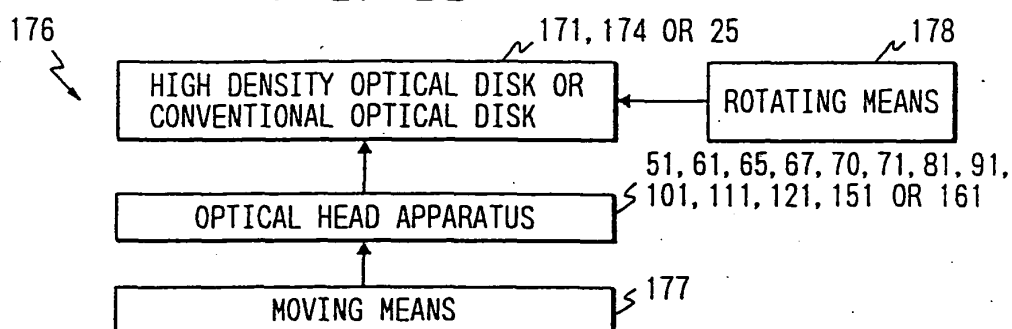 176
171, 174 OR 25
178
HIGH DENSITY OPTICAL DISK OR
CONVENTIONAL OPTICAL DISK
ROTATING MEANS
51, 61, 65, 67, 70, 71, 81, 91,
101, 111, 121, 151 OR 161
OPTICAL HEAD APPARATUS
177
MOVING MEANS